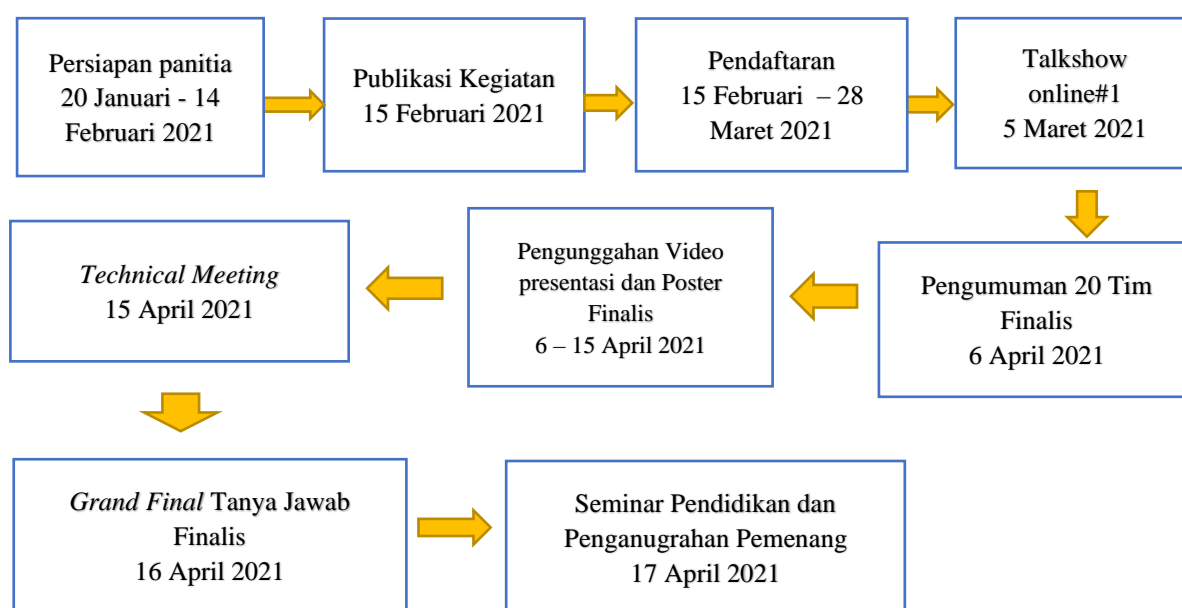 Persiapan panitia
20 Januari - 14
Februari 2021
Publikasi Kegiatan
15 Februari 2021
Pendaftaran
15 Februari – 28
Maret 2021
Talkshow
online#1
5 Maret 2021
Pengumuman 20 Tim
Finalis
6 April 2021
Pengunggahan Video
presentasi dan Poster
Finalis
6 – 15 April 2021
Technical Meeting
15 April 2021
Grand Final Tanya Jawab
Finalis
16 April 2021
Seminar Pendidikan dan
Penganugrahan Pemenang
17 April 2021